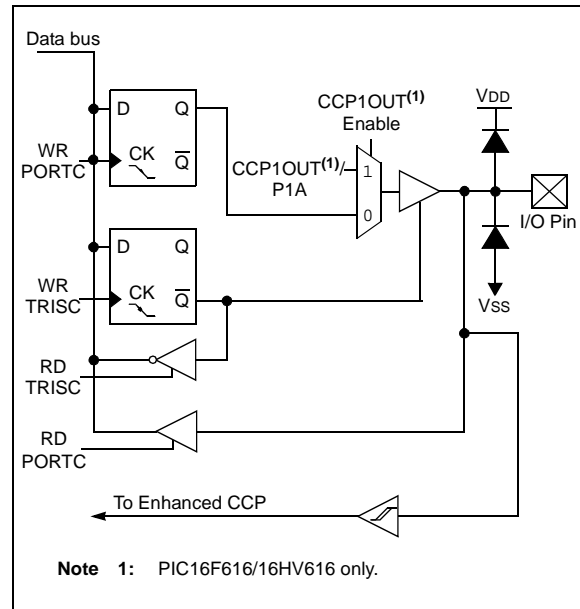 Data bus
D Q
CCP1OUT(1)
Enable
VDD
WR
PORTC
CK
Q
CCP1OUT(1)/
P1A
1
0
I/O Pin
D Q
WR
TRISC
CK
Q
VSS
RD
TRISC
RD
PORTC
To Enhanced CCP
Note 1: PIC16F616/16HV616 only.